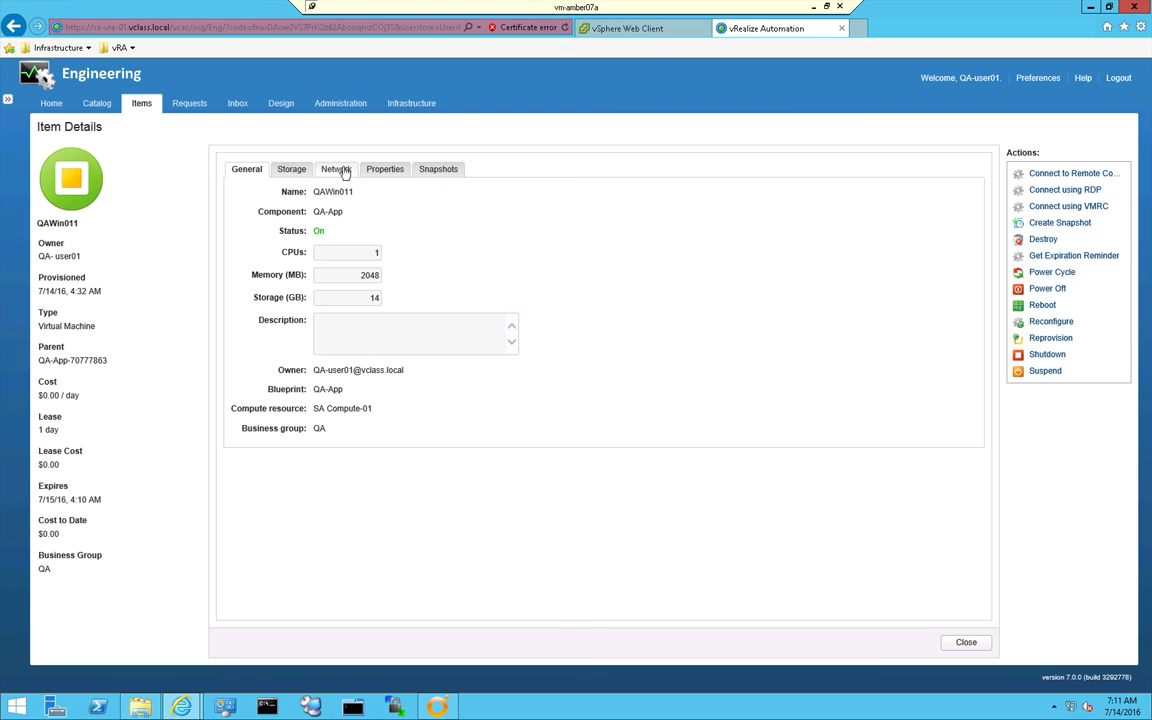 vm-amber07a
Certificate error
vSphere Web Client
vRealize Automation
Infrastructure
vRA
Engineering
Welcome, QA-user01.
Preferences
Help
Logout
Home
Catalog
Items
Requests
Inbox
Design
Administration
Infrastructure
Item Details
General
Storage
Network
Properties
Snapshots
Name: QAWin011
Component: QA-App
Status: On
CPUs: 1
Memory (MB): 2048
Storage (GB): 14
Description:
Owner: QA-user01@vclass.local
Blueprint: QA-App
Compute resource: SA Compute-01
Business group: QA
QAWin011
Owner
QA- user01
Provisioned
7/14/16, 4:32 AM
Type
Virtual Machine
Parent
QA-App-70777863
Cost
$0.00 / day
Lease
1 day
Lease Cost
$0.00
Expires
7/15/16, 4:10 AM
Cost to Date
$0.00
Business Group
QA
Actions:
Connect to Remote Co...
Connect using RDP
Connect using VMRC
Create Snapshot
Destroy
Get Expiration Reminder
Power Cycle
Power Off
Reboot
Reconfigure
Reprovision
Shutdown
Suspend
Close
version 7.0.0 (build 3292778)
7:11 AM
7/14/2016